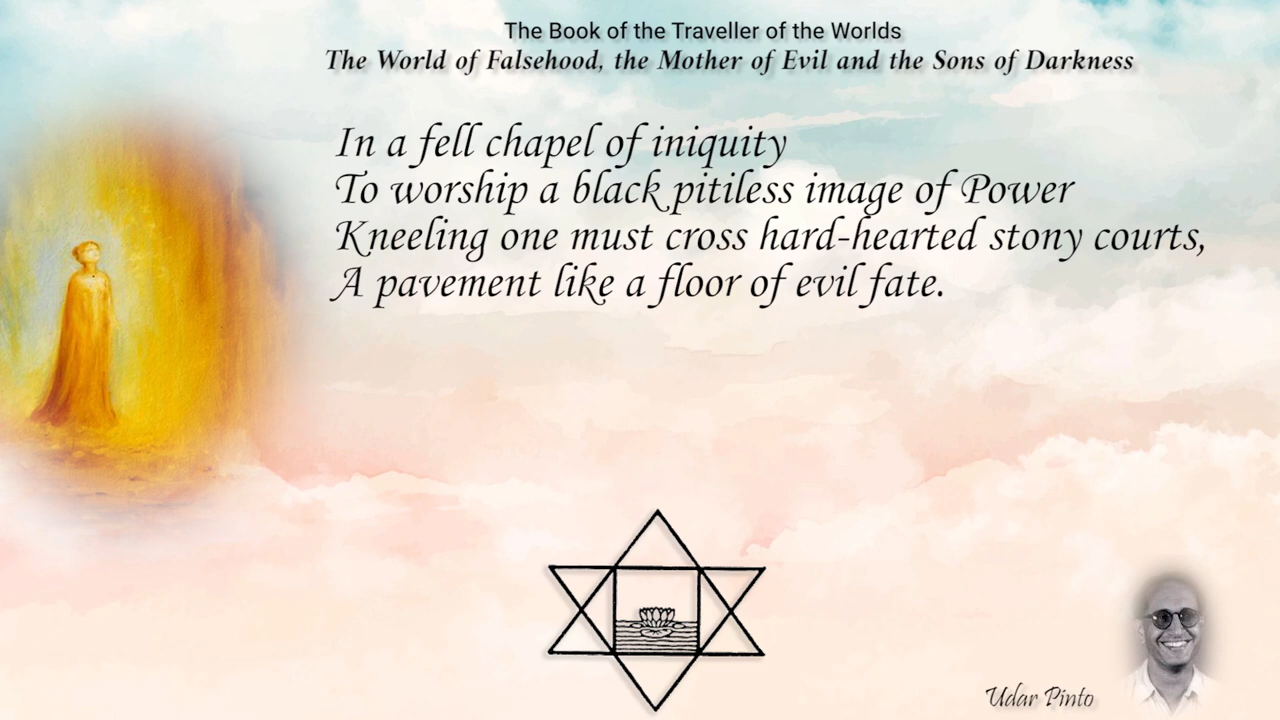 The Book of the Traveller of the Worlds
The World of Falsehood, the Mother of Evil and the Sons of Darkness
In a fell chapel of iniquity
To worship a black pitiless image of Power
Kneeling one must cross hard-hearted stony courts,
A pavement like a floor of evil fate.
Udar Pinto